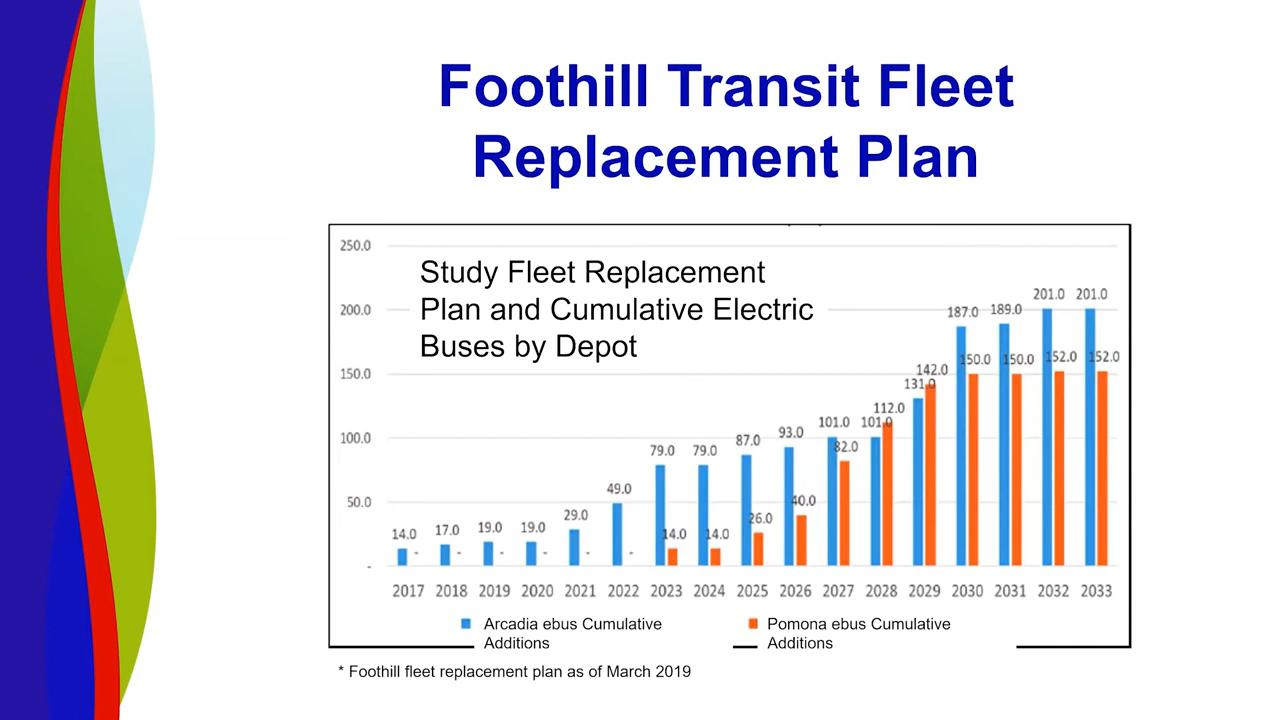 Foothill Transit Fleet
Replacement Plan
Study Fleet Replacement
Plan and Cumulative Electric
Buses by Depot
250.0
200.0
150.0
100.0
50.0
-
14.0 17.0 19.0 19.0 29.0 49.0 79.0 79.0 87.0 93.0 101.0 101.0 131.0 187.0 189.0 201.0 201.0
- - - - - - 14.0 14.0 26.0 40.0 82.0 112.0 142.0 150.0 150.0 152.0 152.0
2017 2018 2019 2020 2021 2022 2023 2024 2025 2026 2027 2028 2029 2030 2031 2032 2033
Arcadia ebus Cumulative
Additions
Pomona ebus Cumulative
Additions
* Foothill fleet replacement plan as of March 2019